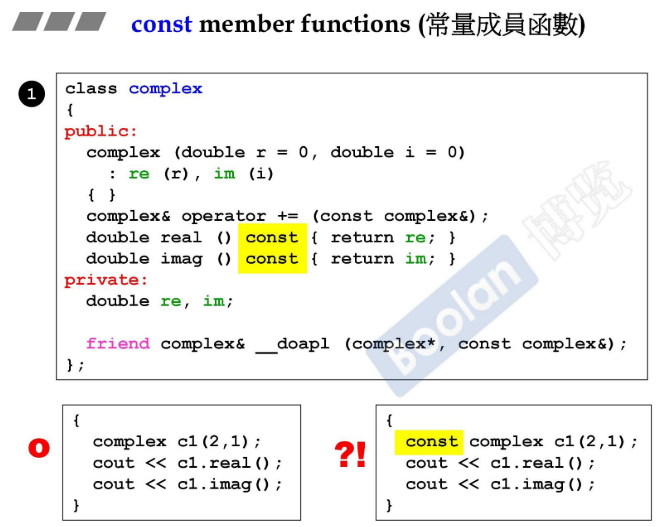 const member functions (常量成員函數)
1
class complex
{
public:
complex (double r = 0, double i = 0)
: re (r), im (i)
{ }
complex& operator += (const complex&);
double real () const { return re; }
double imag () const { return im; }
private:
double re, im;
friend complex& __doapl (complex*, const complex&);
};
Boolan 博览
O
{
complex c1(2,1);
cout << c1.real();
cout << c1.imag();
}
?!
{
const complex c1(2,1);
cout << c1.real();
cout << c1.imag();
}